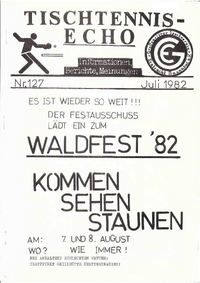 TISCHTENNIS-
ECHO
Informationen,
Berichte, Meinungen
Nr. 127
Juli 1982
ES IST WIEDER SO WEIT!!!
DER FESTAUSSCHUSS
LÄDT EIN ZUM
WALDFEST '82
KOMMEN
SEHEN
STAUNEN
AM: 7. UND 8. AUGUST
WO? WIE IMMER!